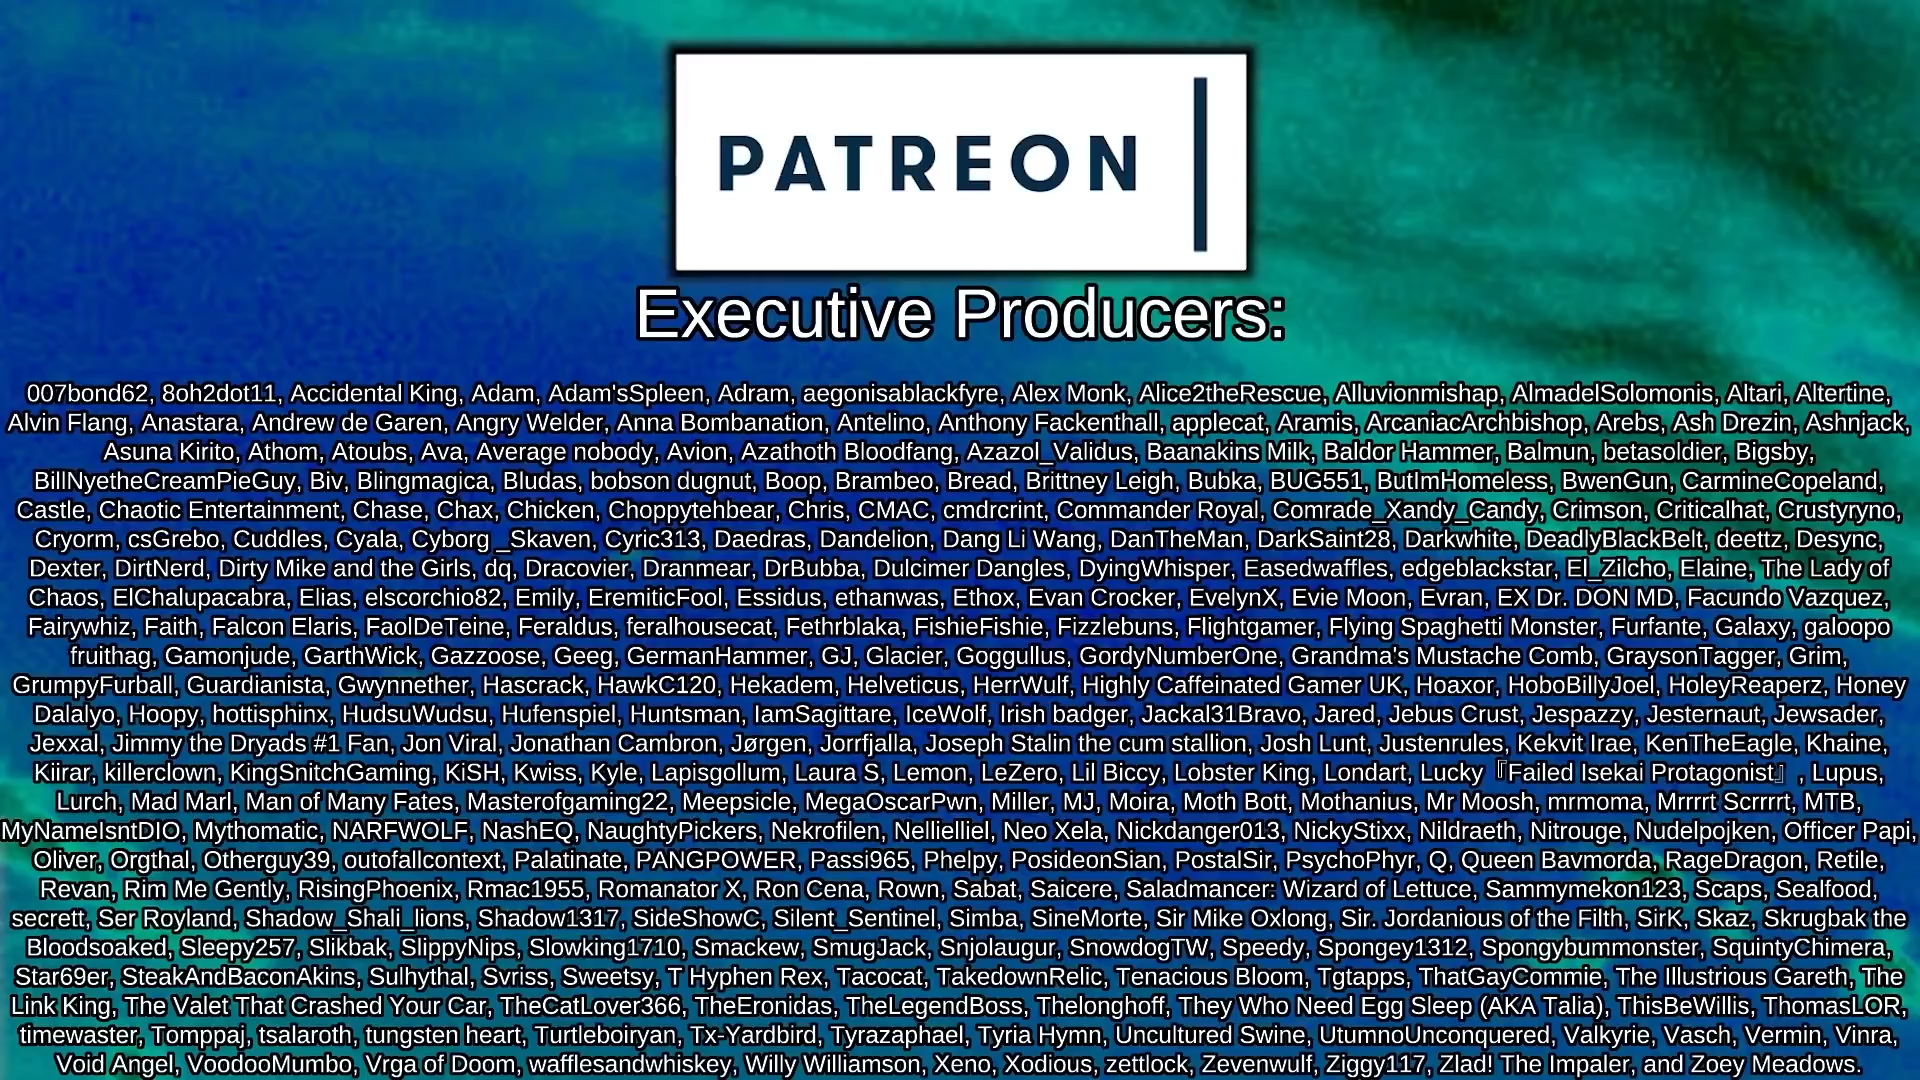 PATREON
Executive Producers:
007bond62, 8oh2dot11, Accidental King, Adam, Adam'sSpleen, Adram, aegonisablackfyre, Alex Monk, Alice2theRescue, Alluvionmishap, AlmadelSolomonis, Altari, Altertine,
Alvin Flang, Anastara, Andrew de Garen, Angry Welder, Anna Bombanation, Antelino, Anthony Fackenthall, applecat, Aramis, ArcaniacArchbishop, Arebs, Ash Drezin, Ashnjack,
Asuna Kirito, Athom, Atoubs, Ava, Average nobody, Avion, Azathoth Bloodfang, Azazol_Validus, Baanakins Milk, Baldor Hammer, Balmun, betasoldier, Bigsby,
BillNyetheCreamPieGuy, Biv, Blingmagica, Bludas, bobson dugnut, Boop, Brambeo, Bread, Brittney Leigh, Bubka, BUG551, ButImHomeless, BwenGun, CarmineCopeland,
Castle, Chaotic Entertainment, Chase, Chax, Chicken, Choppytehbear, Chris, CMAC, cmdrcrint, Commander Royal, Comrade_Xandy_Candy, Crimson, Criticalhat, Crustyryno,
Cryorm, csGrebo, Cuddles, Cyala, Cyborg _Skaven, Cyric313, Daedras, Dandelion, Dang Li Wang, DanTheMan, DarkSaint28, Darkwhite, DeadlyBlackBelt, deettz, Desync,
Dexter, DirtNerd, Dirty Mike and the Girls, dq, Dracovier, Dranmear, DrBubba, Dulcimer Dangles, DyingWhisper, Easedwaffles, edgeblackstar, El_Zilcho, Elaine, The Lady of
Chaos, ElChalupacabra, Elias, elscorchio82, Emily, EremiticFool, Essidus, ethanwas, Ethox, Evan Crocker, EvelynX, Evie Moon, Evran, EX Dr. DON MD, Facundo Vazquez,
Fairywhiz, Faith, Falcon Elaris, FaolDeTeine, Feraldus, feralhousecat, Fethrblaka, FishieFishie, Fizzlebuns, Flightgamer, Flying Spaghetti Monster, Furfante, Galaxy, galoopo
fruithag, Gamonjude, GarthWick, Gazzoose, Geeg, GermanHammer, GJ, Glacier, Goggullus, GordyNumberOne, Grandma's Mustache Comb, GraysonTagger, Grim,
GrumpyFurball, Guardianista, Gwynnether, Hascrack, HawkC120, Hekadem, Helveticus, HerrWulf, Highly Caffeinated Gamer UK, Hoaxor, HoboBillyJoel, HoleyReaperz, Honey
Dalalyo, Hoopy, hottisphinx, HudsuWudsu, Hufenspiel, Huntsman, IamSagittare, IceWolf, Irish badger, Jackal31Bravo, Jared, Jebus Crust, Jespazzy, Jesternaut, Jewsader,
Jexxal, Jimmy the Dryads #1 Fan, Jon Viral, Jonathan Cambron, Jørgen, Jorrfjalla, Joseph Stalin the cum stallion, Josh Lunt, Justenrules, Kekvit Irae, KenTheEagle, Khaine,
Kiirar, killerclown, KingSnitchGaming, KiSH, Kwiss, Kyle, Lapisgollum, Laura S, Lemon, LeZero, Lil Biccy, Lobster King, Londart, Lucky『Failed Isekai Protagonist』, Lupus,
Lurch, Mad Marl, Man of Many Fates, Masterofgaming22, Meepsicle, MegaOscarPwn, Miller, MJ, Moira, Moth Bott, Mothanius, Mr Moosh, mrmoma, Mrrrrt Scrrrrt, MTB,
MyNameIsntDIO, Mythomatic, NARFWOLF, NashEQ, NaughtyPickers, Nekrofilen, Nellielliel, Neo Xela, Nickdanger013, NickyStixx, Nildraeth, Nitrouge, Nudelpojken, Officer Papi,
Oliver, Orgthal, Otherguy39, outofallcontext, Palatinate, PANGPOWER, Passi965, Phelpy, PosideonSian, PostalSir, PsychoPhyr, Q, Queen Bavmorda, RageDragon, Retile,
Revan, Rim Me Gently, RisingPhoenix, Rmac1955, Romanator X, Ron Cena, Rown, Sabat, Saicere, Saladmancer: Wizard of Lettuce, Sammymekon123, Scaps, Sealfood,
secrett, Ser Royland, Shadow_Shali_lions, Shadow1317, SideShowC, Silent_Sentinel, Simba, SineMorte, Sir Mike Oxlong, Sir. Jordanious of the Filth, SirK, Skaz, Skrugbak the
Bloodsoaked, Sleepy257, Slikbak, SlippyNips, Slowking1710, Smackew, SmugJack, Snjolaugur, SnowdogTW, Speedy, Spongey1312, Spongybummonster, SquintyChimera,
Star69er, SteakAndBaconAkins, Sulhythal, Svriss, Sweetsy, T Hyphen Rex, Tacocat, TakedownRelic, Tenacious Bloom, Tgtapps, ThatGayCommie, The Illustrious Gareth, The
Link King, The Valet That Crashed Your Car, TheCatLover366, TheEronidas, TheLegendBoss, Thelonghoff, They Who Need Egg Sleep (AKA Talia), ThisBeWillis, ThomasLOR,
timewaster, Tomppaj, tsalaroth, tungsten heart, Turtleboiryan, Tx-Yardbird, Tyrazaphael, Tyria Hymn, Uncultured Swine, UtumnoUnconquered, Valkyrie, Vasch, Vermin, Vinra,
Void Angel, VoodooMumbo, Vrga of Doom, wafflesandwhiskey, Willy Williamson, Xeno, Xodious, zettlock, Zevenwulf, Ziggy117, Zlad! The Impaler, and Zoey Meadows.